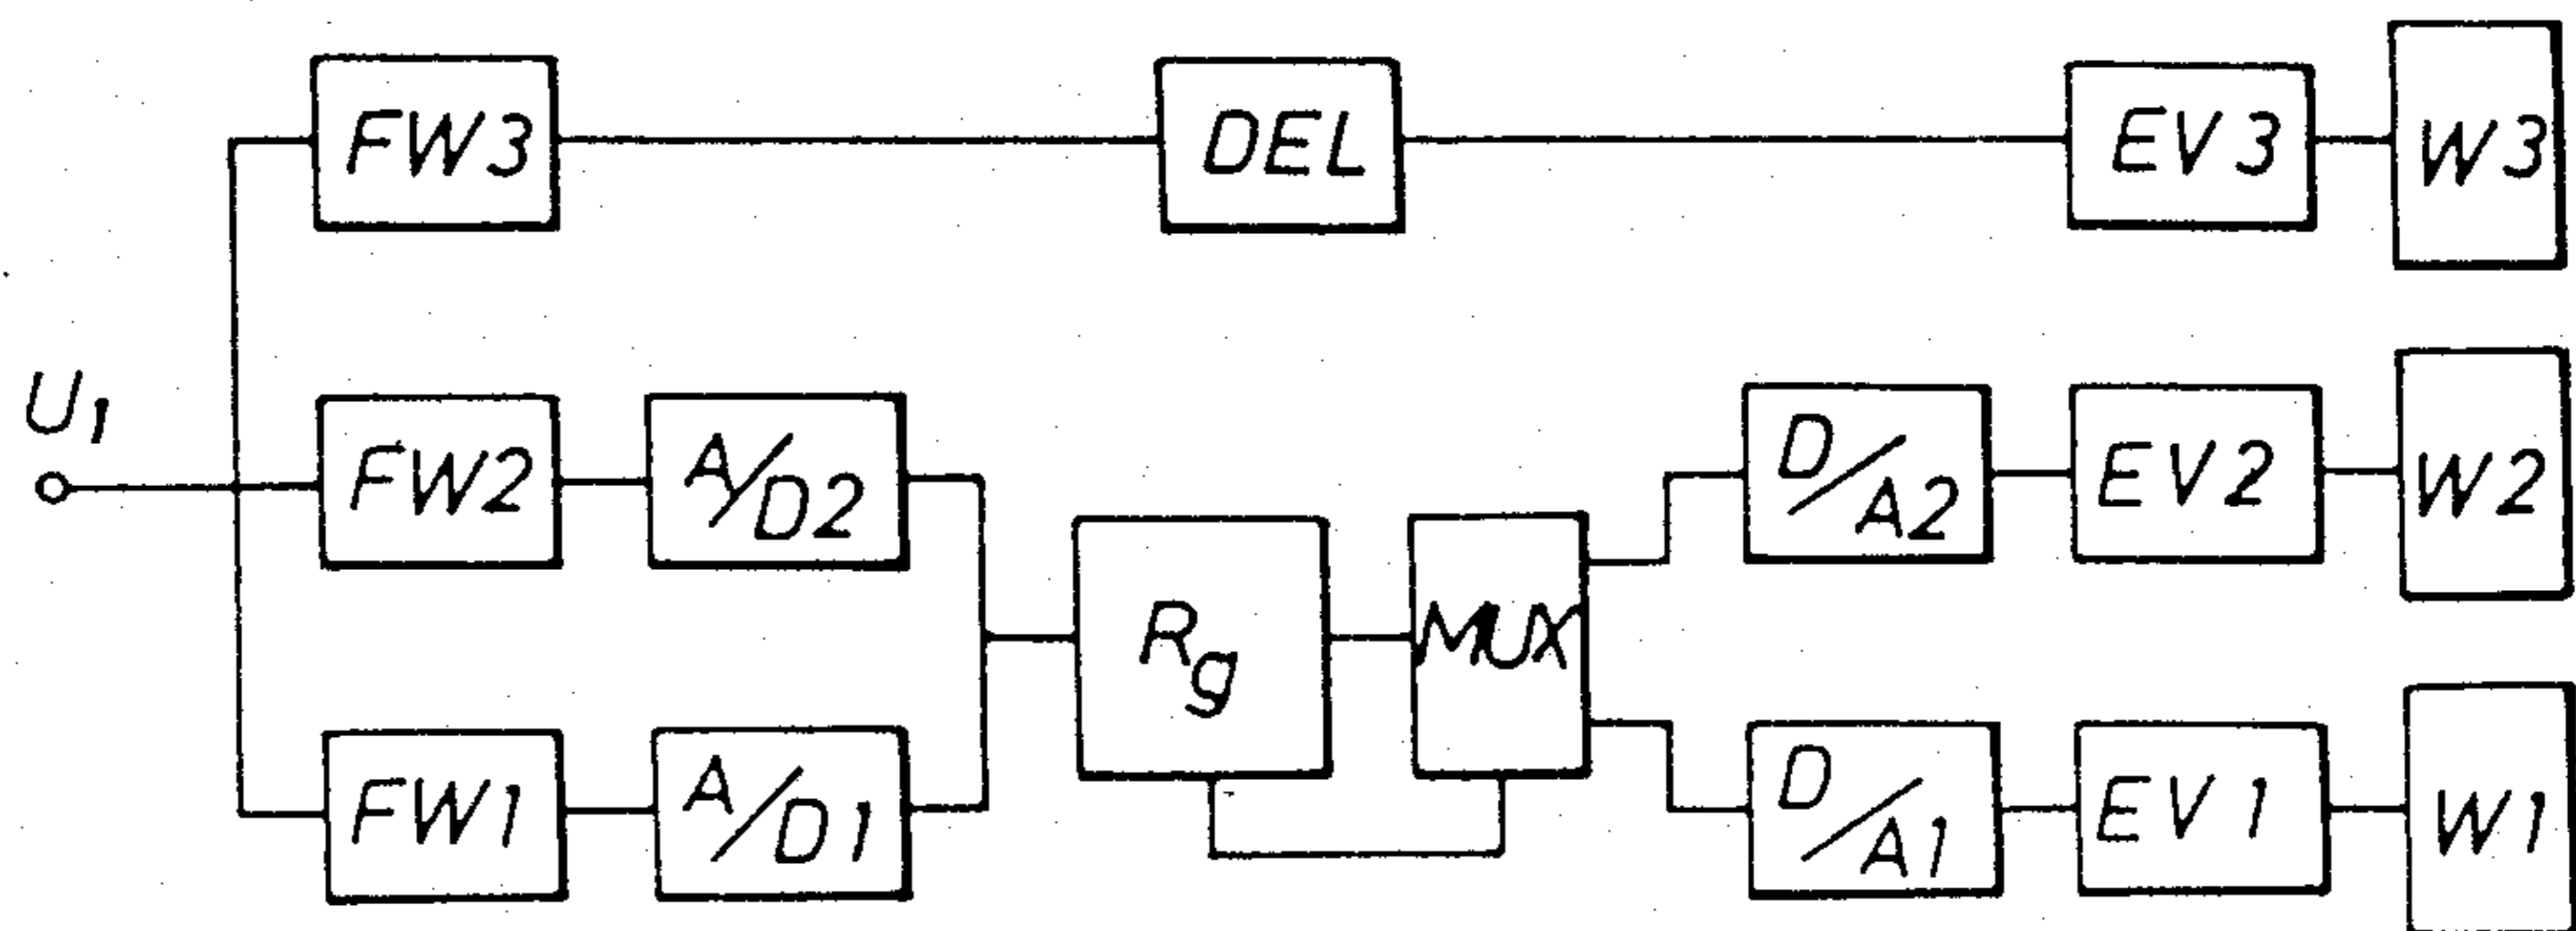 FW3
DEL
EV3
W3
U1
FW2
A/D2
D/A2
EV2
W2
Rg
MUX
FW1
A/D1
D/A1
EV1
W1